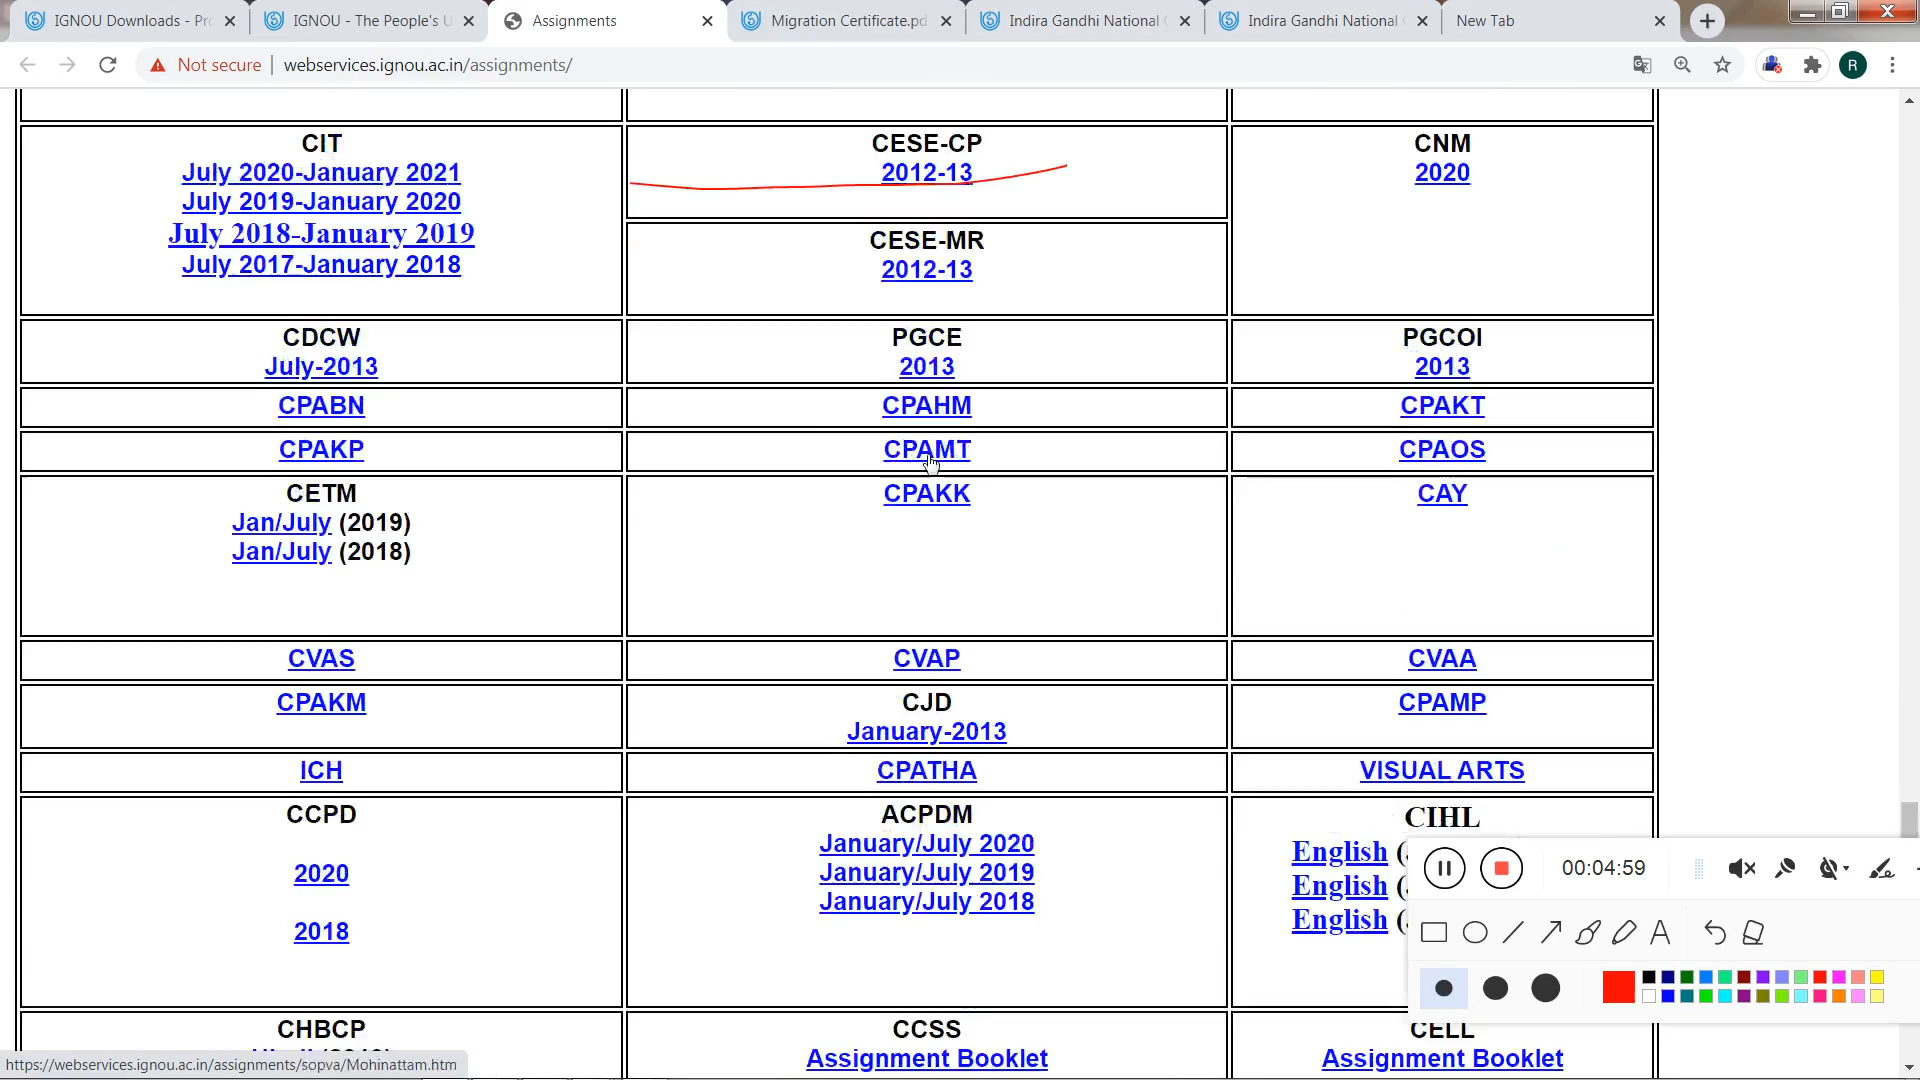 IGNOU Downloads - Pr
IGNOU - The People's U
Assignments
Migration Certificate.pd
Indira Gandhi National
Indira Gandhi National
New Tab
Not secure
webservices.ignou.ac.in/assignments/
R
CIT
July 2020-January 2021
July 2019-January 2020
July 2018-January 2019
July 2017-January 2018
CESE-CP
2012-13
CESE-MR
2012-13
CNM
2020
CDCW
July-2013
PGCE
2013
PGCOI
2013
CPABN
CPAHM
CPAKT
CPAKP
CPAMT
CPAOS
CETM
Jan/July (2019)
Jan/July (2018)
CPAKK
CAY
CVAS
CVAP
CVAA
CPAKM
CJD
January-2013
CPAMP
ICH
CPATHA
VISUAL ARTS
CCPD
2020
2018
ACPDM
January/July 2020
January/July 2019
January/July 2018
CIHL
English (
English (
English (
00:04:59
A
CHBCP
CCSS
Assignment Booklet
CELL
Assignment Booklet
https://webservices.ignou.ac.in/assignments/sopva/Mohinattam.htm